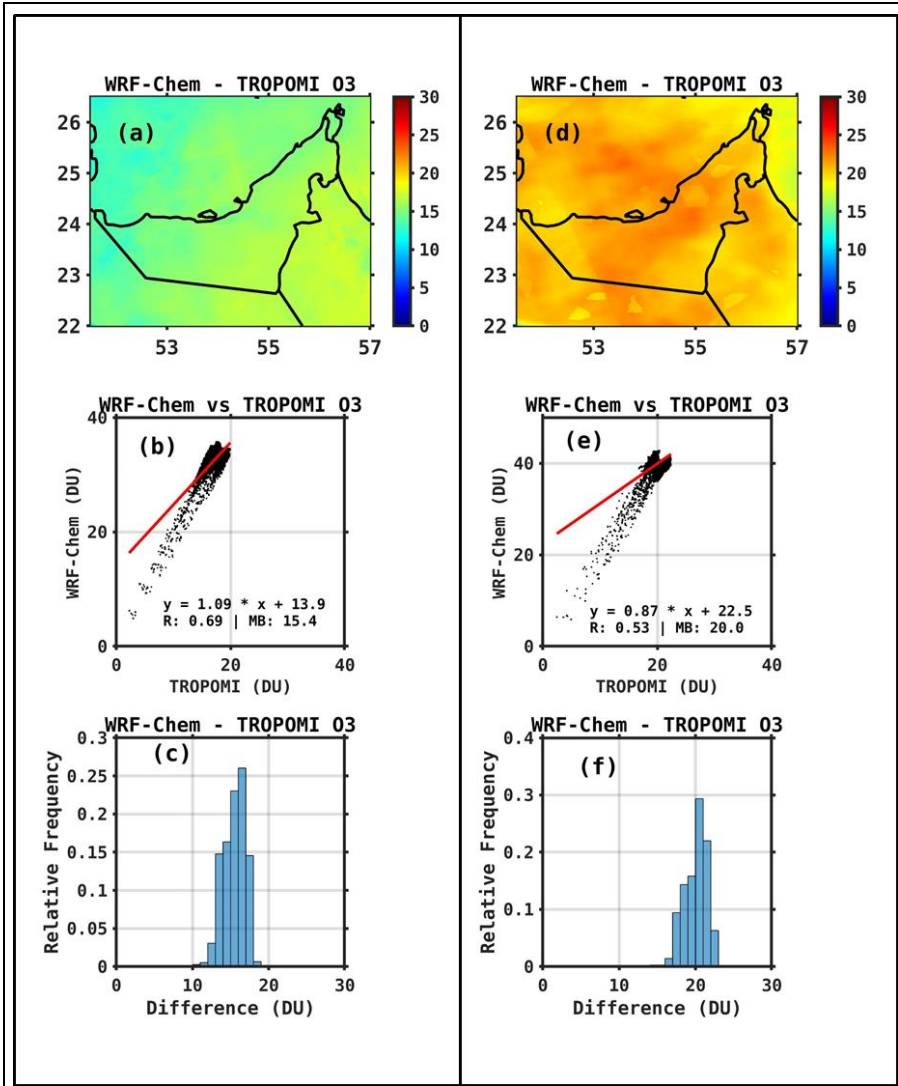 WRF-Chem - TROPOMI O3
(a)
26
25
24
23
22
53
55
57
30
25
20
15
10
5
0
WRF-Chem vs TROPOMI O3
(b)
40
20
0
WRF-Chem (DU)
y = 1.09 * x + 13.9
R: 0.69 | MB: 15.4
0
20
40
TROPOMI (DU)
WRF-Chem - TROPOMI O3
(c)
0.3
0.25
0.2
0.15
0.1
0.05
0
Relative Frequency
0
10
20
30
Difference (DU)
WRF-Chem - TROPOMI O3
(d)
26
25
24
23
22
53
55
57
30
25
20
15
10
5
0
WRF-Chem vs TROPOMI O3
(e)
40
20
0
WRF-Chem (DU)
y = 0.87 * x + 22.5
R: 0.53 | MB: 20.0
0
20
40
TROPOMI (DU)
WRF-Chem - TROPOMI O3
(f)
0.4
0.3
0.2
0.1
0
Relative Frequency
0
10
20
30
Difference (DU)